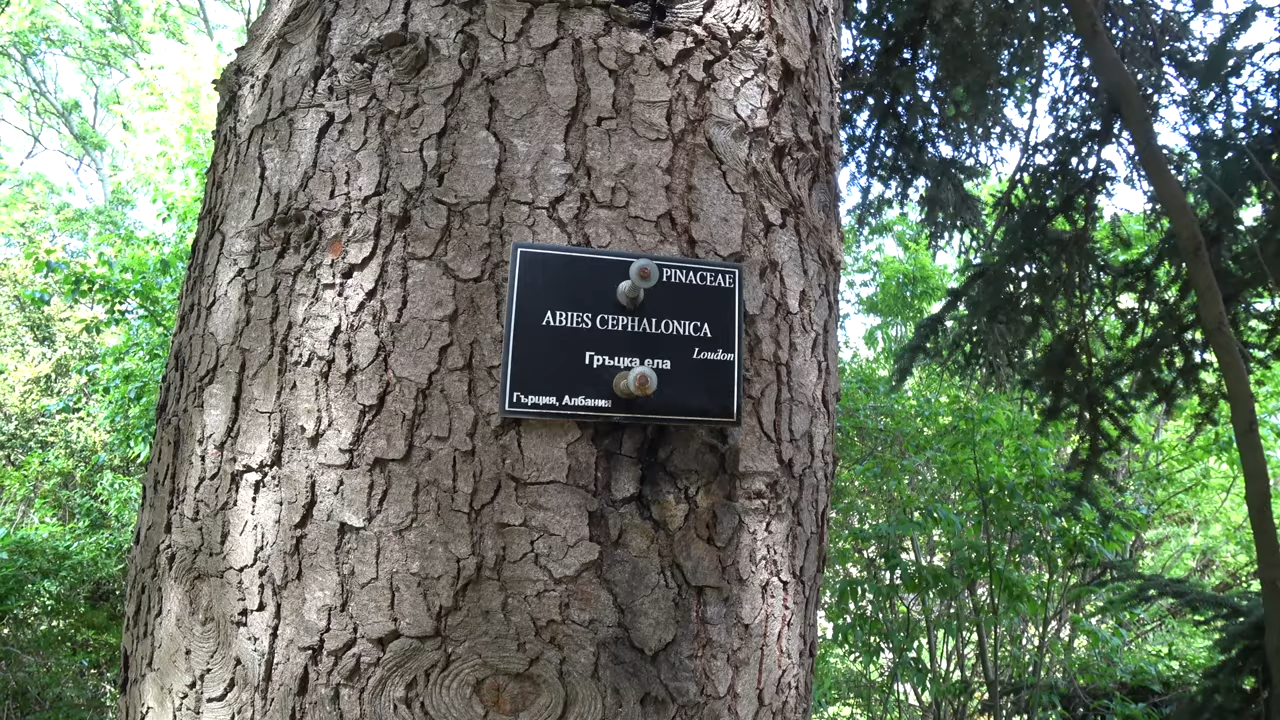 PINACEAE
ABIES CEPHALONICA
Loudon
Гръцка ела
Гърция, Албания